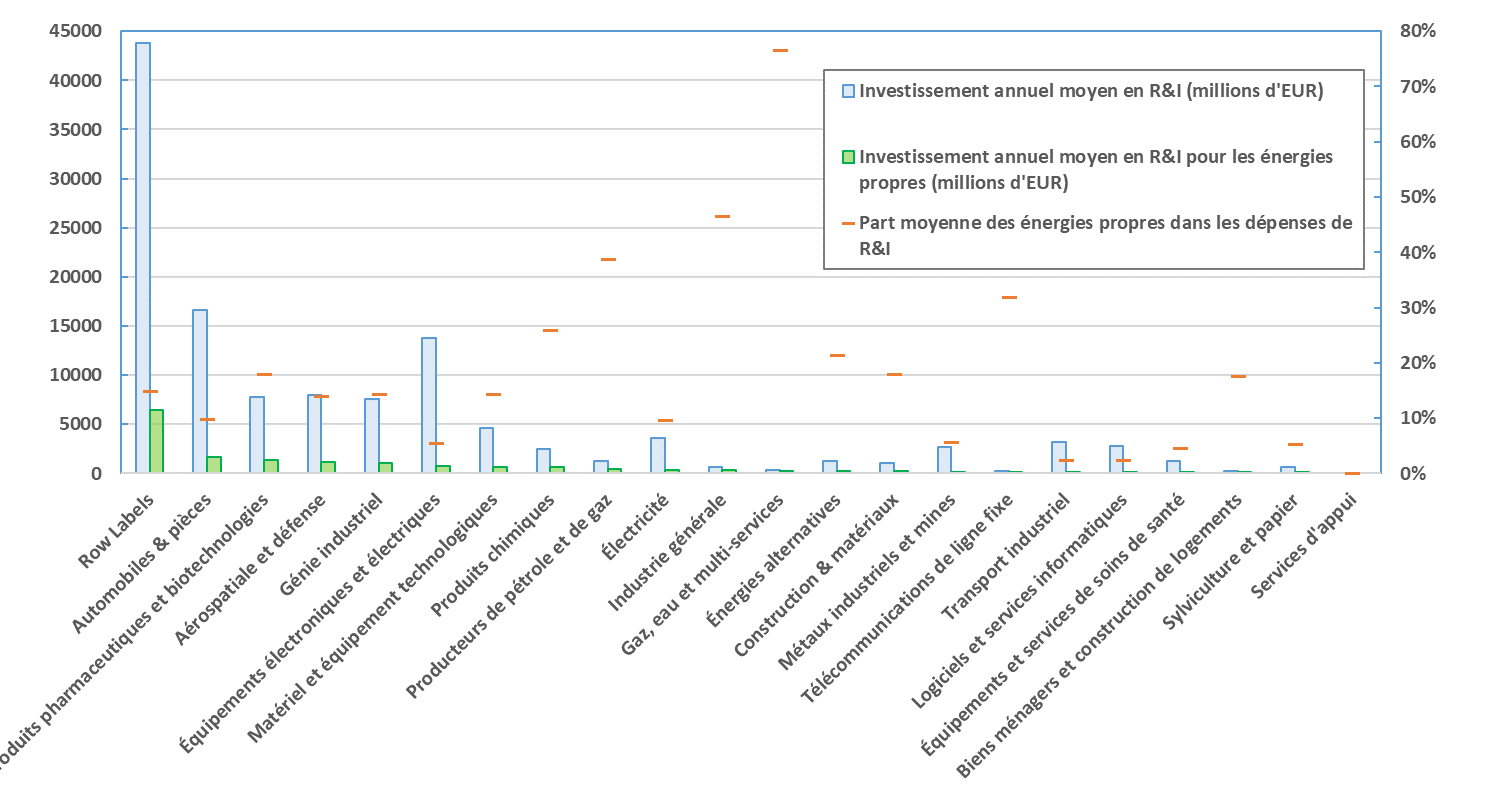 45000
40000
35000
30000
25000
20000
15000
10000
5000
0
80%
70%
60%
50%
40%
30%
20%
10%
0%
Investissement annuel moyen en R&I (millions d'EUR)
Investissement annuel moyen en R&I pour les énergies
propres (millions d'EUR)
Part moyenne des énergies propres dans les dépenses de
R&I
Row Labels
Automobiles & pièces
pharmaceutiques et biotechnologies
Aérospatiale et défense
Génie industriel
Équipements électroniques et électriques
Matériel et équipement technologiques
Produits chimiques
Producteurs de pétrole et de gaz
Électricité
Industrie générale
Gaz, eau et multi-services
Énergies alternatives
Construction & matériaux
Métaux industriels et mines
Télécommunications de ligne fixe
Transport industriel
Logiciels et services informatiques
Équipements et services de soins de santé
Biens ménagers et construction de logements
Sylviculture et papier
Services d'appui